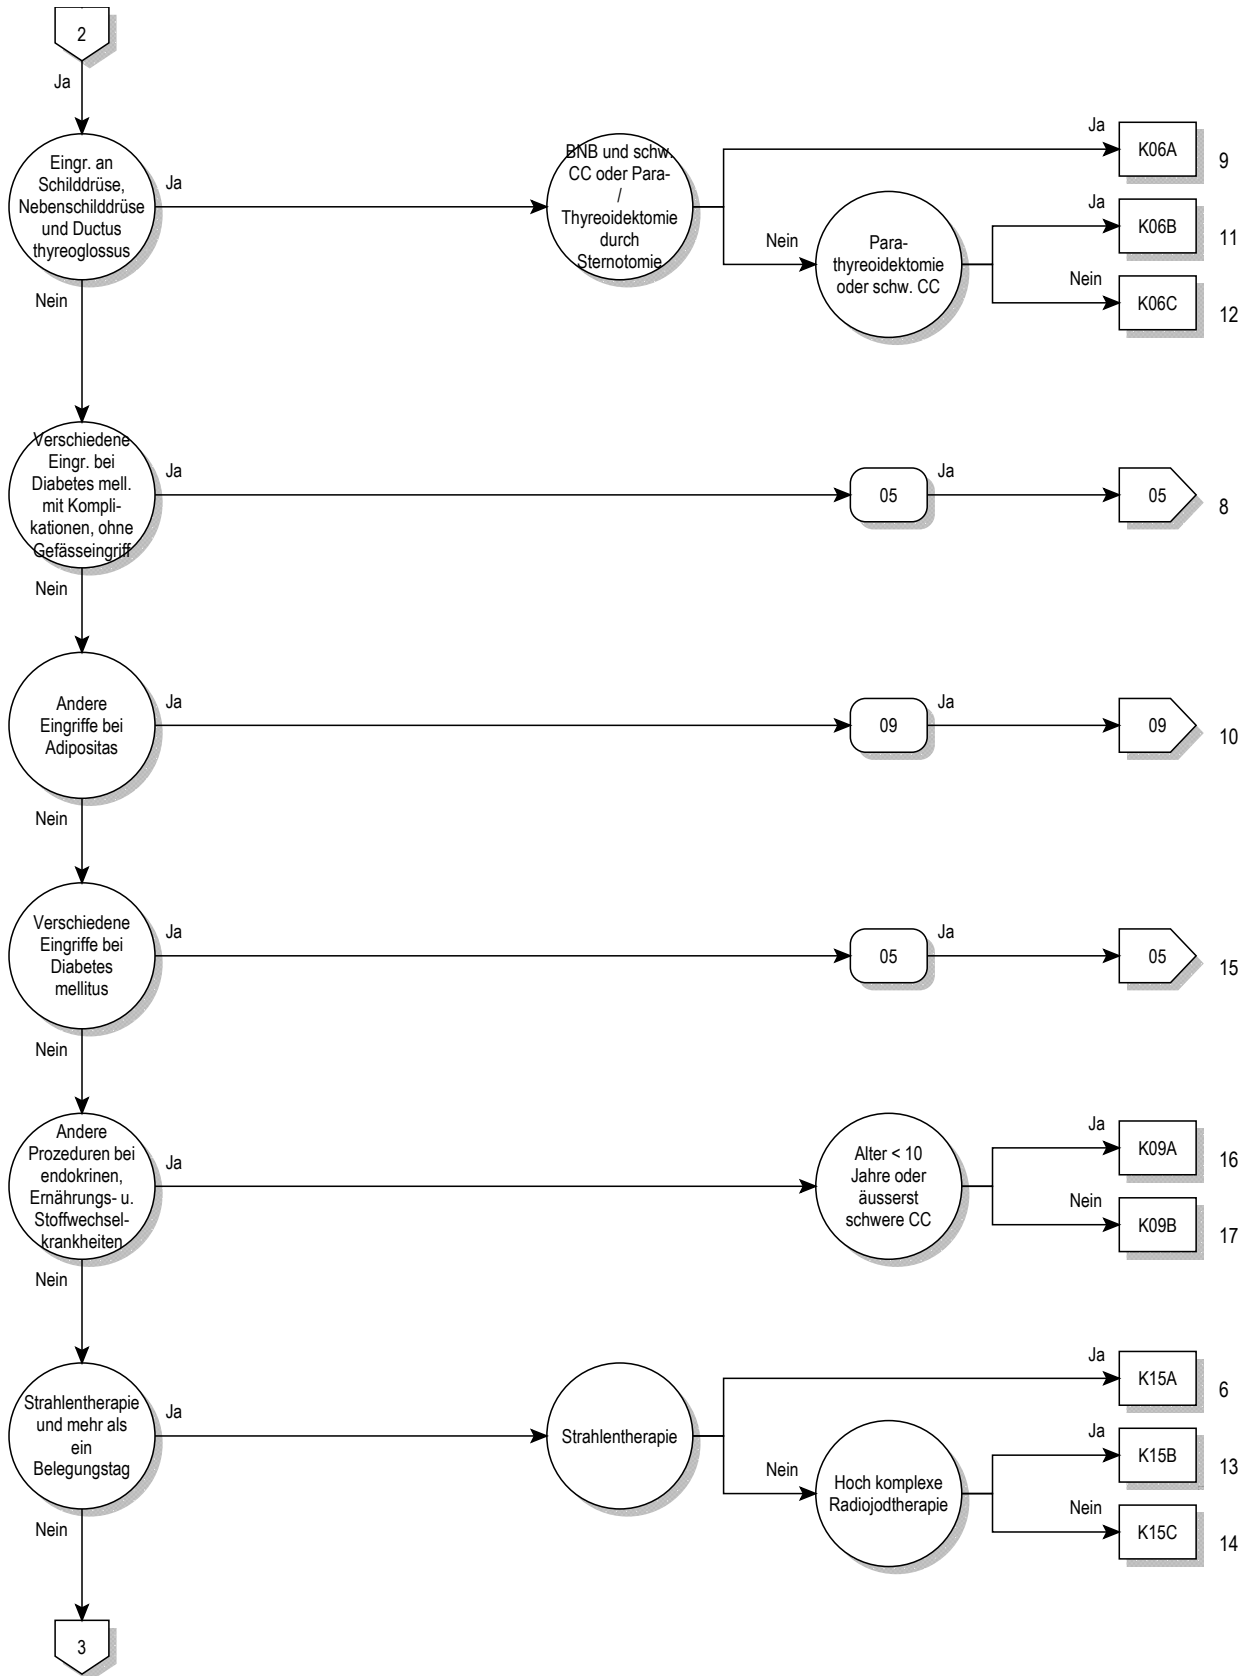 2
Ja
Eingr. an
Schilddrüse,
Nebenschilddrüse
und Ductus
thyreoglossus
Ja
BNB und schw.
CC oder Para-
/
Thyreoidektomie
durch
Sternotomie
Ja
K06A
9
Nein
Para-
thyreoidektomie
oder schw. CC
Ja
K06B
11
Nein
K06C
12
Nein
Verschiedene
Eingr. bei
Diabetes mell.
mit Kompli-
kationen, ohne
Gefässeingriff
Ja
05
Ja
05
8
Nein
Andere
Eingriffe bei
Adipositas
Ja
09
Ja
09
10
Nein
Verschiedene
Eingriffe bei
Diabetes
mellitus
Ja
05
Ja
05
15
Nein
Andere
Prozeduren bei
endokrinen,
Ernährungs- u.
Stoffwechsel-
krankheiten
Ja
Alter < 10
Jahre oder
äusserst
schwere CC
Ja
K09A
16
Nein
K09B
17
Nein
Strahlentherapie
und mehr als
ein
Belegungstag
Ja
Strahlentherapie
Ja
K15A
6
Nein
Hoch komplexe
Radiojodtherapie
Ja
K15B
13
Nein
K15C
14
Nein
3